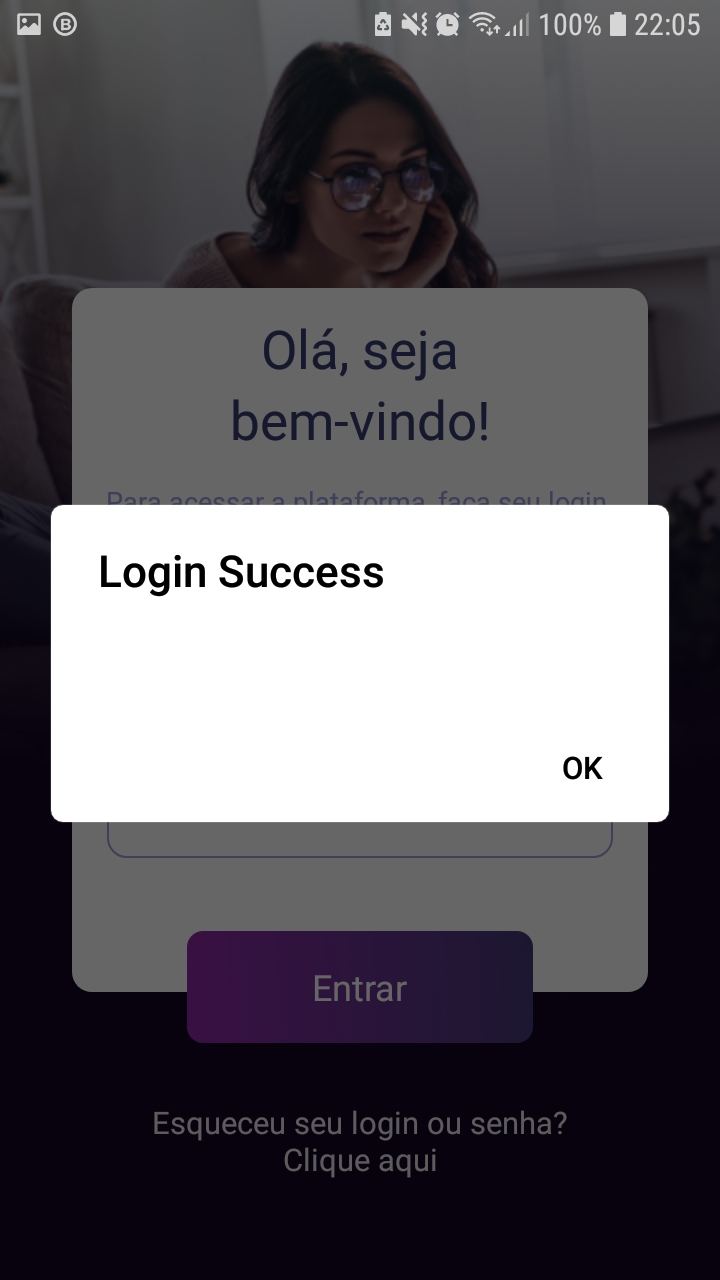 100% 22:05
Olá, seja
bem-vindo!
Para acessar a plataforma, faça seu login
Login Success
OK
Entrar
Esqueceu seu login ou senha?
Clique aqui